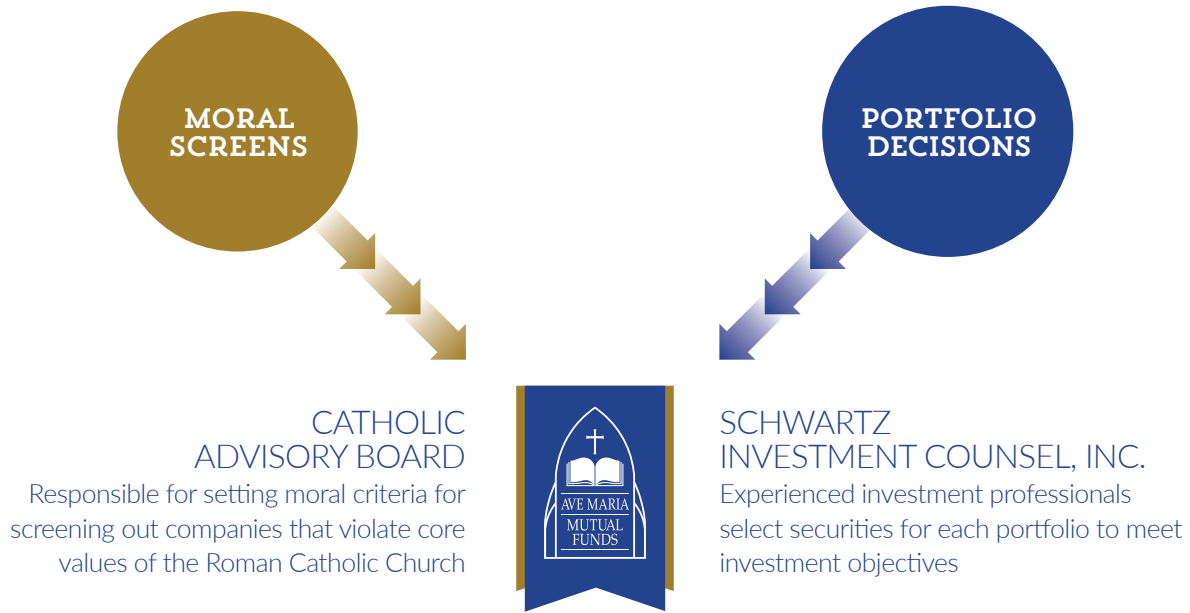 MORAL
SCREENS
PORTFOLIO
DECISIONS
CATHOLIC
ADVISORY BOARD
Responsible for setting moral criteria for
screening out companies that violate core
values of the Roman Catholic Church
AVE MARIA
MUTUAL
FUNDS
SCHWARTZ
INVESTMENT COUNSEL, INC.
Experienced investment professionals
select securities for each portfolio to meet
investment objectives